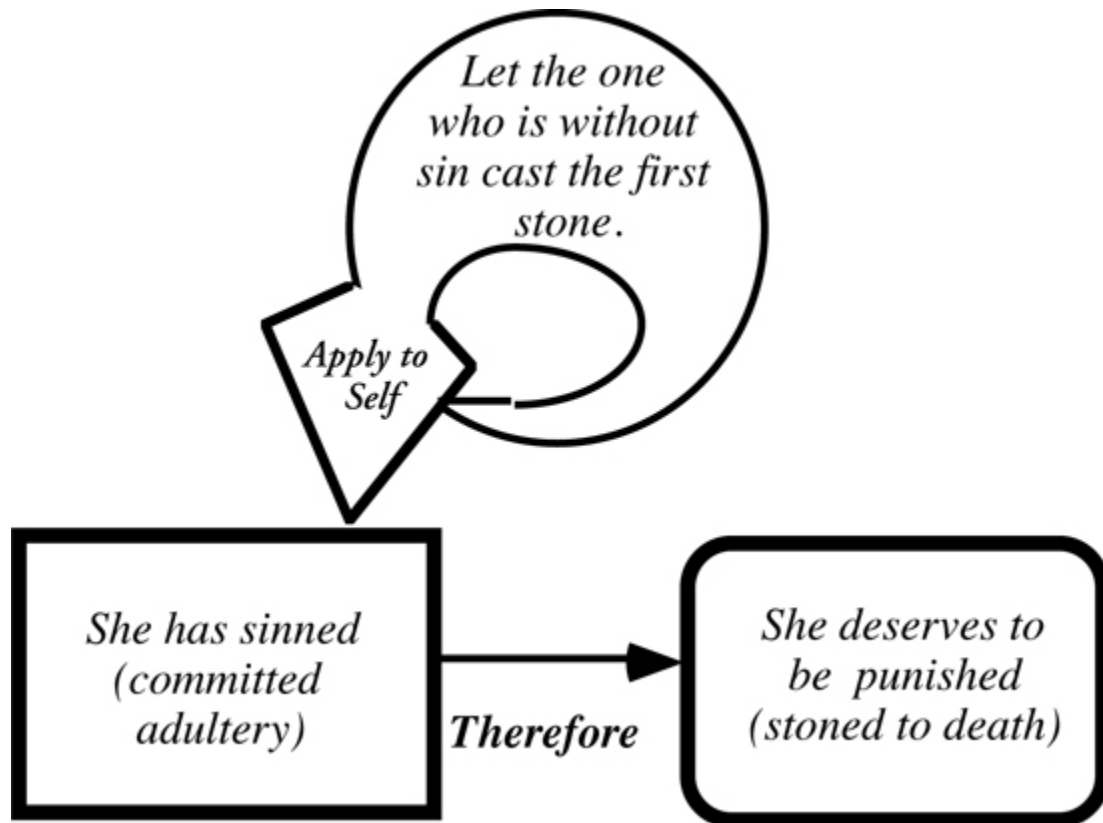 Let the one
who is without
sin cast the first
stone.
Apply to
Self
She has sinned
(committed
adultery)
Therefore
She deserves to
be punished
(stoned to death)